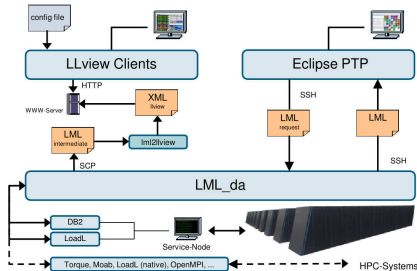 config file
LLview Clients
Eclipse PTP
HTTP
WWW-Server
XML
llview
SSH
LML
request
LML
LML
intermediate
lml2llview
SCP
SSH
LML_da
DB2
LoadL
Service-Node
Torque, Moab, LoadL (native), OpenMPI, ...
HPC-Systems